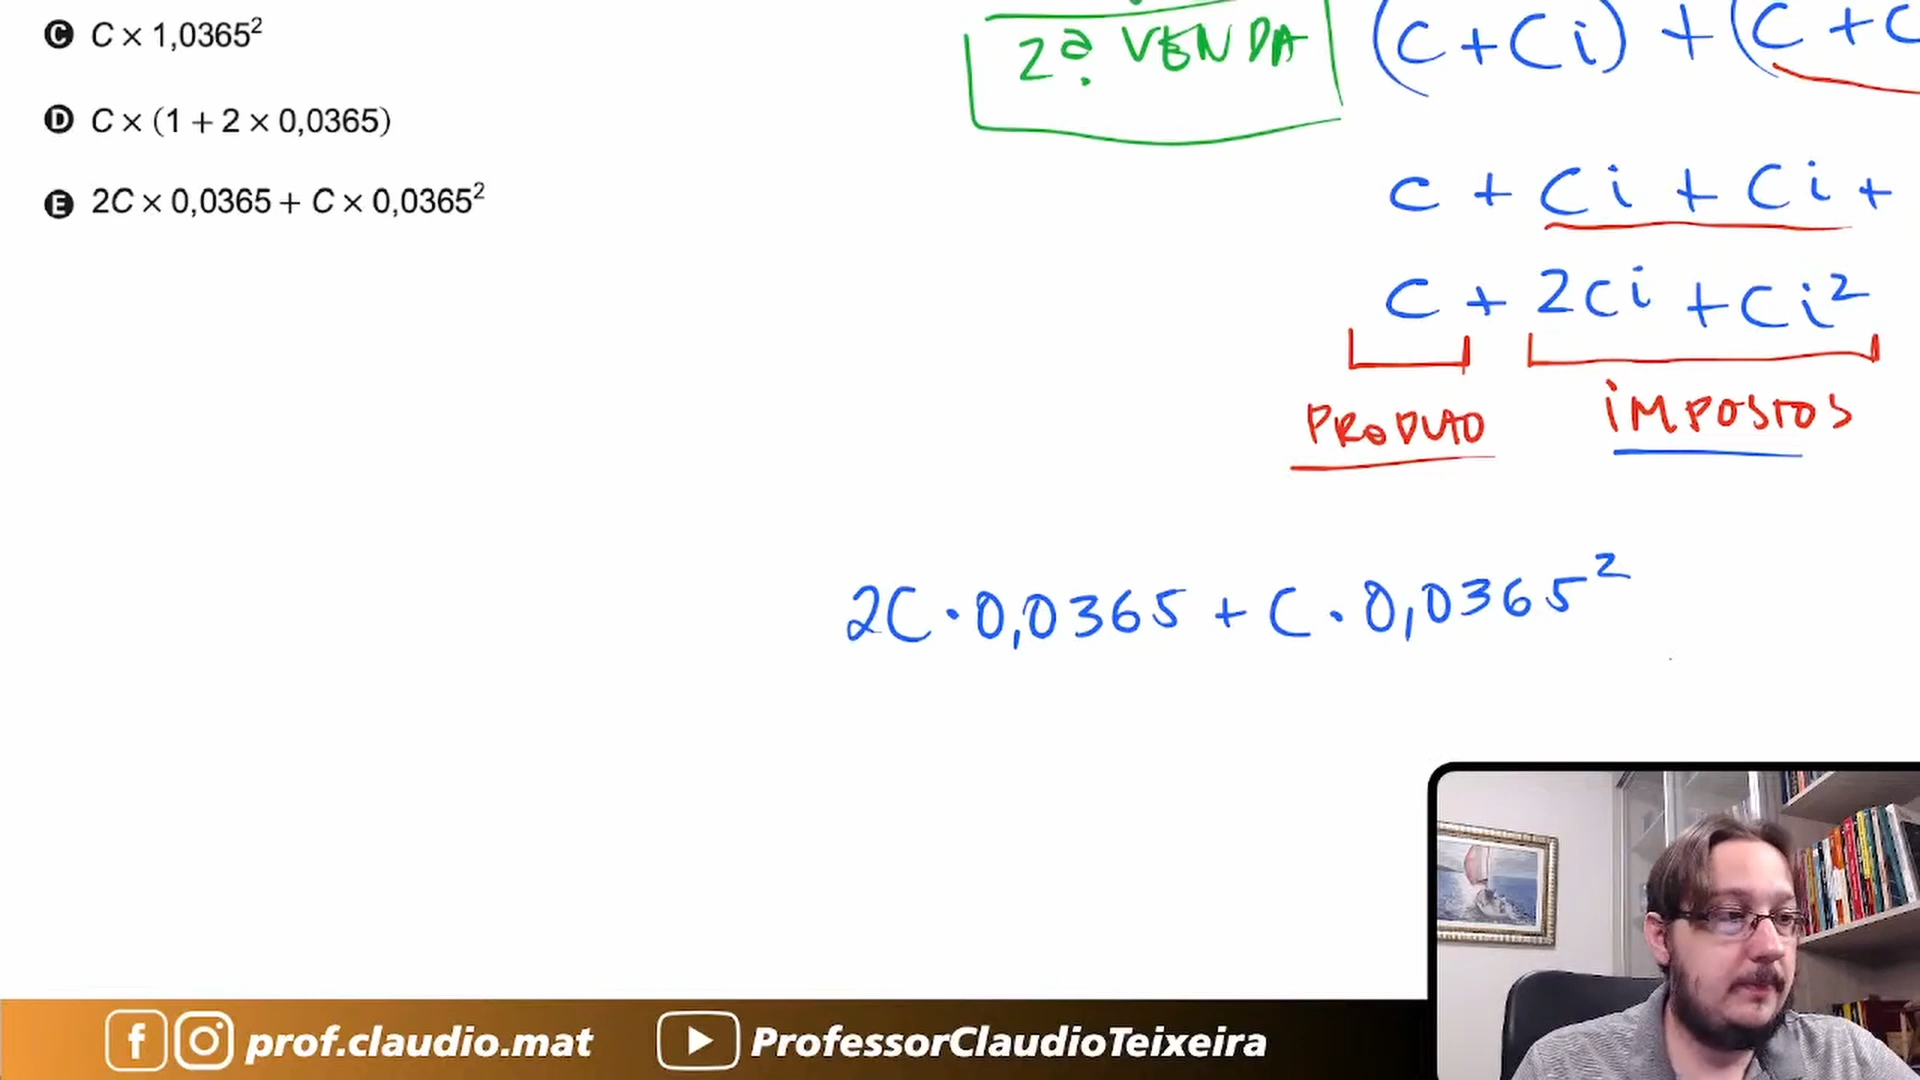 C C × 1,0365²
D C × (1 + 2 × 0,0365)
E 2C × 0,0365 + C × 0,0365²
2ª VENDA
(C + Ci) + (C + C
C + Ci + Ci +
C + 2Ci + Ci²
PRODUTO
IMPOSTOS
2C · 0,0365 + C · 0,0365²
prof.claudio.mat
ProfessorClaudioTeixeira